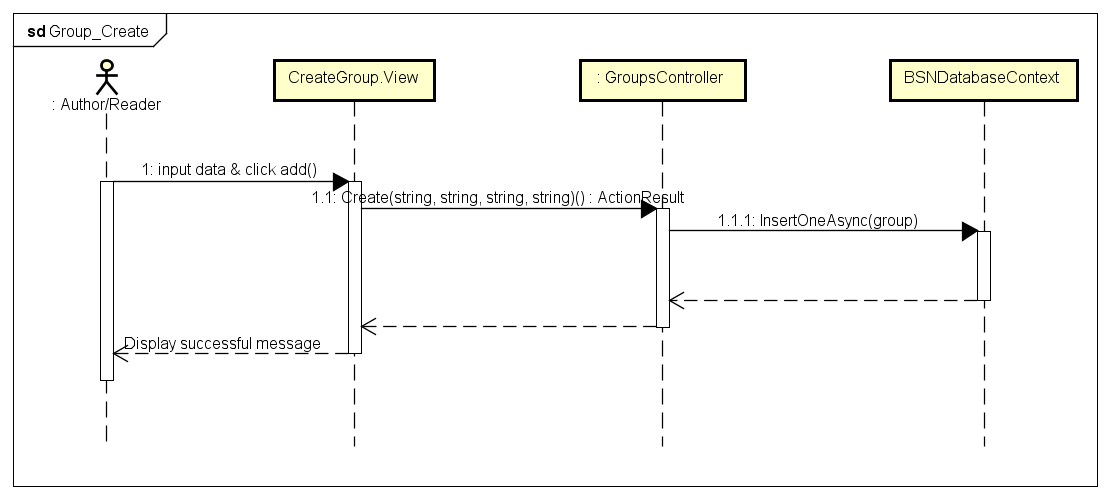 sd Group_Create
: Author/Reader
CreateGroup.View
: GroupsController
BSNDatabaseContext
1: input data & click add()
1.1: Create(string, string, string, string)() : ActionResult
1.1.1: InsertOneAsync(group)
Display successful message